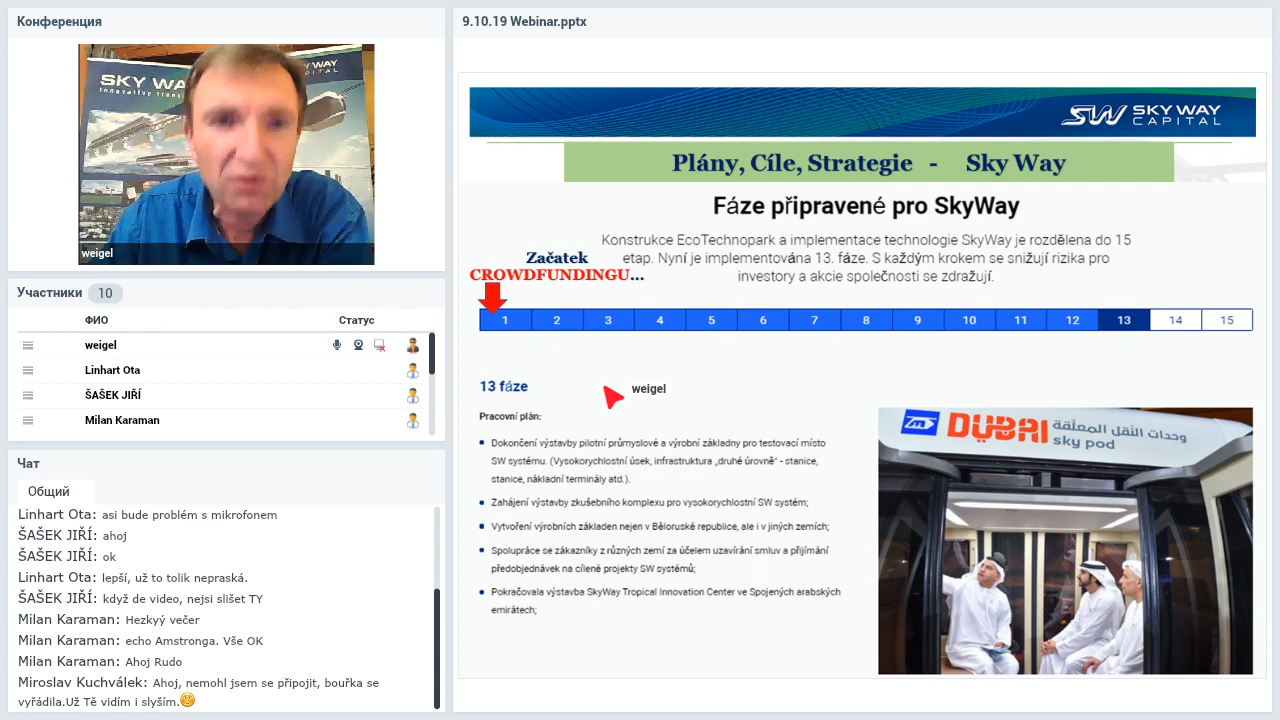 Конференция
SKY WA
innovative trans
WAY
CAPITAL
weigel
Участники 10
ФИО Статус
weigel
Linhart Ota
ŠAŠEK JIŘÍ
Milan Karaman
Чат
Общий
Linhart Ota: asi bude problém s mikrofonem
ŠAŠEK JIŘÍ: ahoj
ŠAŠEK JIŘÍ: ok
Linhart Ota: lepší, už to tolik nepraská.
ŠAŠEK JIŘÍ: když de video, nejsi slišet TY
Milan Karaman: Hezkyý večer
Milan Karaman: echo Amstronga. Vše OK
Milan Karaman: Ahoj Rudo
Miroslav Kuchválek: Ahoj, nemohl jsem se připojit, bouřka se
vyřádila.Už Tě vidím i slyším.
9.10.19 Webinar.pptx
SW SKY WAY
CAPITAL
Plány, Cíle, Strategie - Sky Way
Fáze připravené pro SkyWay
Konstrukce EcoTechnopark a implementace technologie SkyWay je rozdělena do 15
etap. Nyní je implementována 13. fáze. S každým krokem se snižují rizika pro
investory a akcie společnosti se zdražují.
Začatek
CROWDFUNDINGU...
1 2 3 4 5 6 7 8 9 10 11 12 13 14 15
13 fáze
weigel
Pracovní plán:
Dokončení výstavby pilotní průmyslové a výrobní základny pro testovací místo
SW systému. (Vysokorychlostní úsek, infrastruktura „druhé úrovně“ - stanice,
stanice, nákladní terminály atd.).
Zahájení výstavby zkušebního komplexu pro vysokorychlostní SW systém;
Vytvoření výrobních základen nejen v Běloruské republice, ale i v jiných zemích;
Spolupráce se zákazníky z různých zemí za účelem uzavírání smluv a přijímání
předobjednávek na cílené projekty SW systémů;
Pokračovala výstavba SkyWay Tropical Innovation Center ve Spojených arabských
emirátech;
DUBAI وحدات النقل المعلقة
sky pod